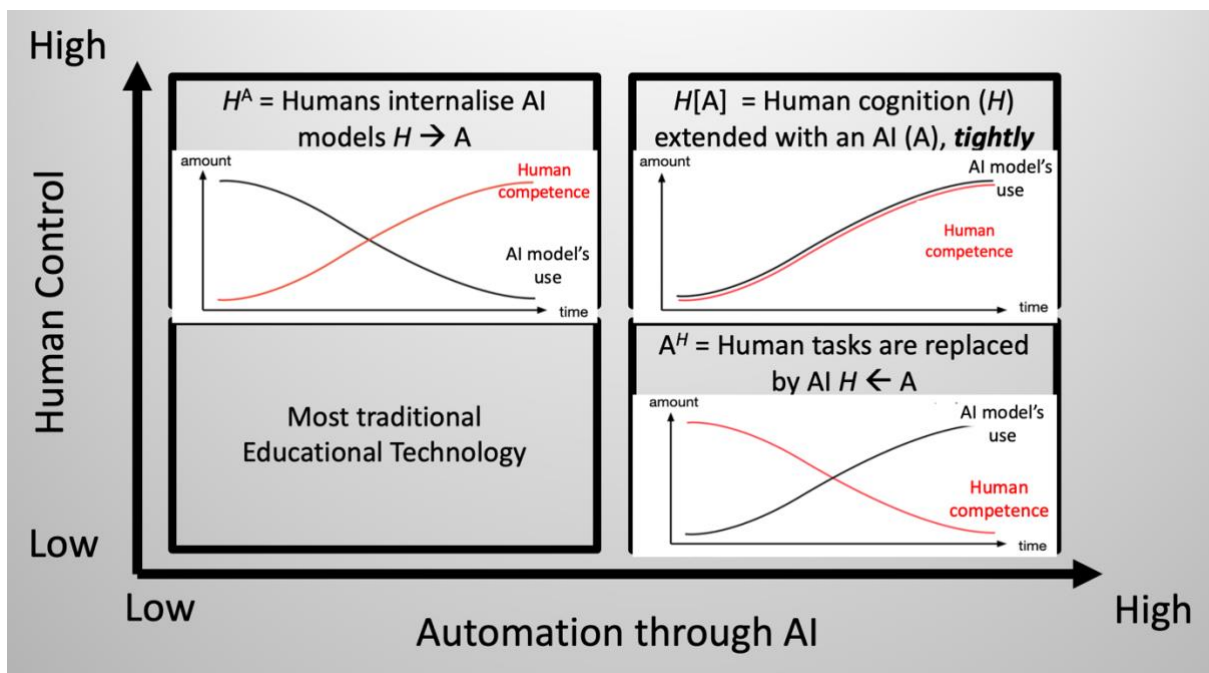 High
Human Control
Low
Low
Automation through AI
High
Hᴬ = Humans internalise AI
models H → A
amount
Human
competence
AI model's
use
time
H[A] = Human cognition (H)
extended with an AI (A), tightly
amount
AI model's
use
Human
competence
time
Most traditional
Educational Technology
Aᴴ = Human tasks are replaced
by AI H ← A
amount
AI model's
use
Human
competence
time